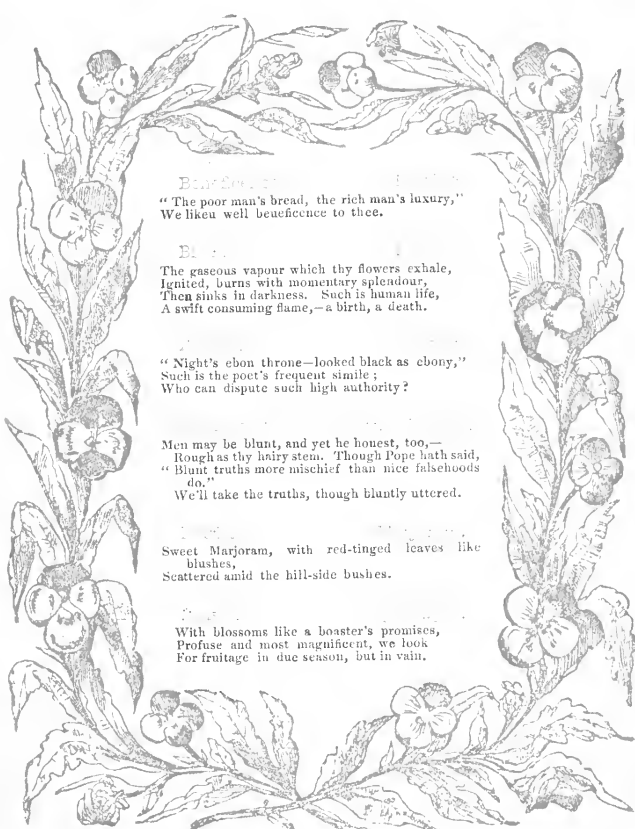 “ The poor man's bread, the rich man's luxury,”
We likeu well beueficence to thee.
The gaseous vapour which thy flowers exhale,
Ignited, burns with momentary splendour,
Then sinks in darkness. Such is human life,
A swift consuming flame,—a birth, a death.
“ Night's ebon throne—looked black as ebony,”
Such is the poet's frequent simile ;
Who can dispute such high authority ?
Men may be blunt, and yet he honest, too,—
Rough as thy hairy stem. Though Pope hath said,
“ Blunt truths more mischief than nice falsehoods
do.”
We'll take the truths, though bluntly uttered.
Sweet Marjoram, with red-tinged leaves like
blushes,
Scattered amid the hill-side bushes.
With blossoms like a boaster's promises,
Profuse and most magnificent, we look
For fruitage in due season, but in vain.